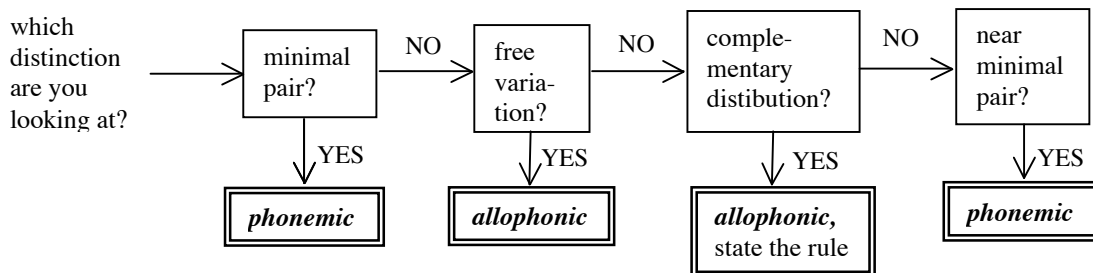 which
distinction
are you
looking at?
minimal
pair?
NO
free
varia-
tion?
NO
comple-
mentary
distibution?
NO
near
minimal
pair?
YES
YES
YES
YES
phonemic
allophonic
allophonic,
state the rule
phonemic